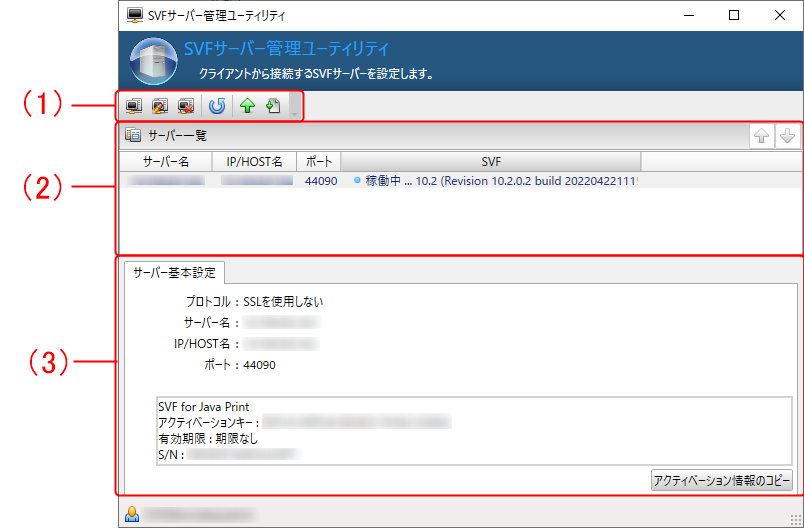 SVFサーバー管理ユーティリティ
SVFサーバー管理ユーティリティ
クライアントから接続するSVFサーバーを設定します。
(1)
サーバー一覧
サーバー名 IP/HOST名 ポート SVF
(2)
44090 稼働中 ... 10.2 (Revision 10.2.0.2 build 202204221115
サーバー基本設定
プロトコル : SSLを使用しない
サーバー名 :
IP/HOST名 :
(3)
ポート : 44090
SVF for Java Print
アクティベーションキー :
有効期限 : 期限なし
S/N :
アクティベーション情報のコピー